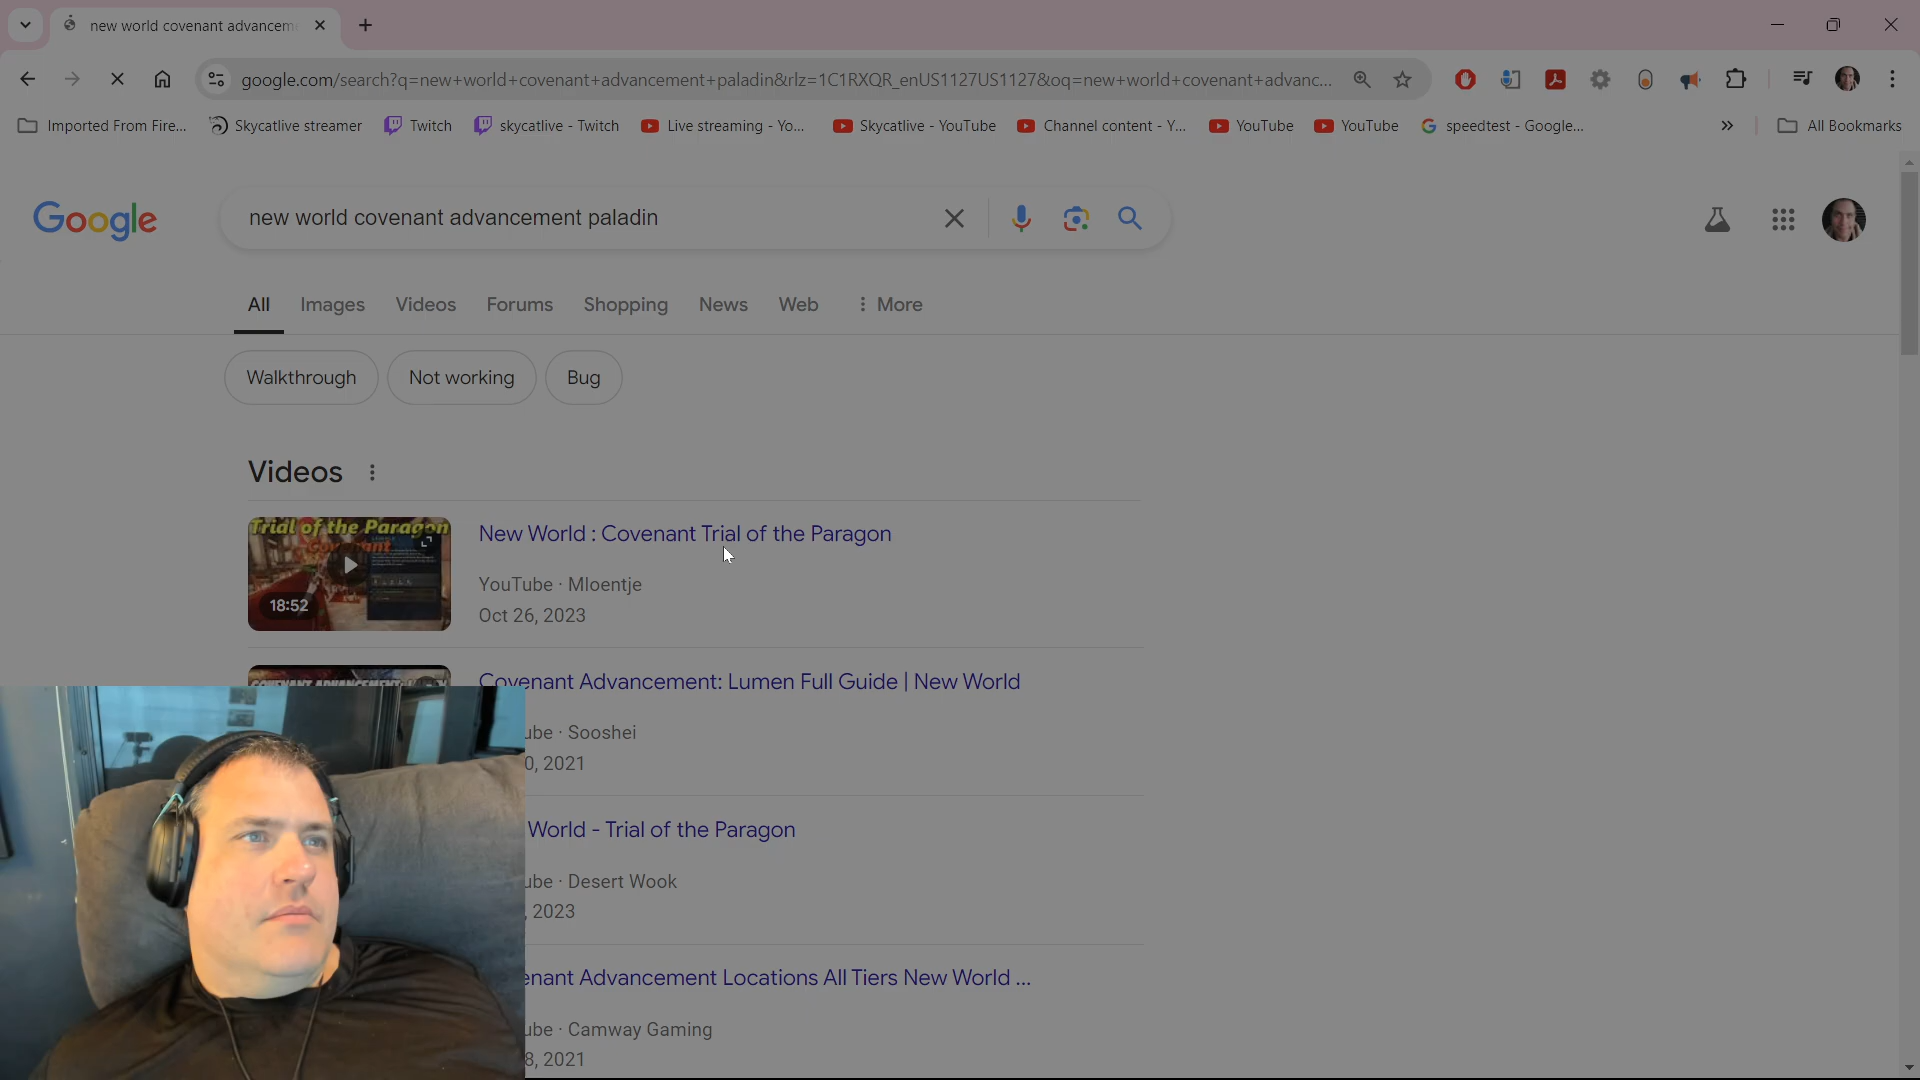 new world covenant advancem
google.com/search?q=new+world+covenant+advancement+paladin&rlz=1C1RXQR_enUS1127US1127&oq=new+world+covenant+advanc...
Imported From Fire...
Skycatlive streamer
Twitch
skycatlive - Twitch
Live streaming - Yo...
Skycatlive - YouTube
Channel content - Y...
YouTube
YouTube
speedtest - Google...
All Bookmarks
Google
new world covenant advancement paladin
All
Images
Videos
Forums
Shopping
News
Web
More
Walkthrough
Not working
Bug
Videos
Trial of the Paragon
Covenant
18:52
New World : Covenant Trial of the Paragon
YouTube · Mloentje
Oct 26, 2023
Covenant Advancement: Lumen Full Guide | New World
ube · Sooshei
0, 2021
World - Trial of the Paragon
ube · Desert Wook
, 2023
enant Advancement Locations All Tiers New World ...
ube · Camway Gaming
8, 2021